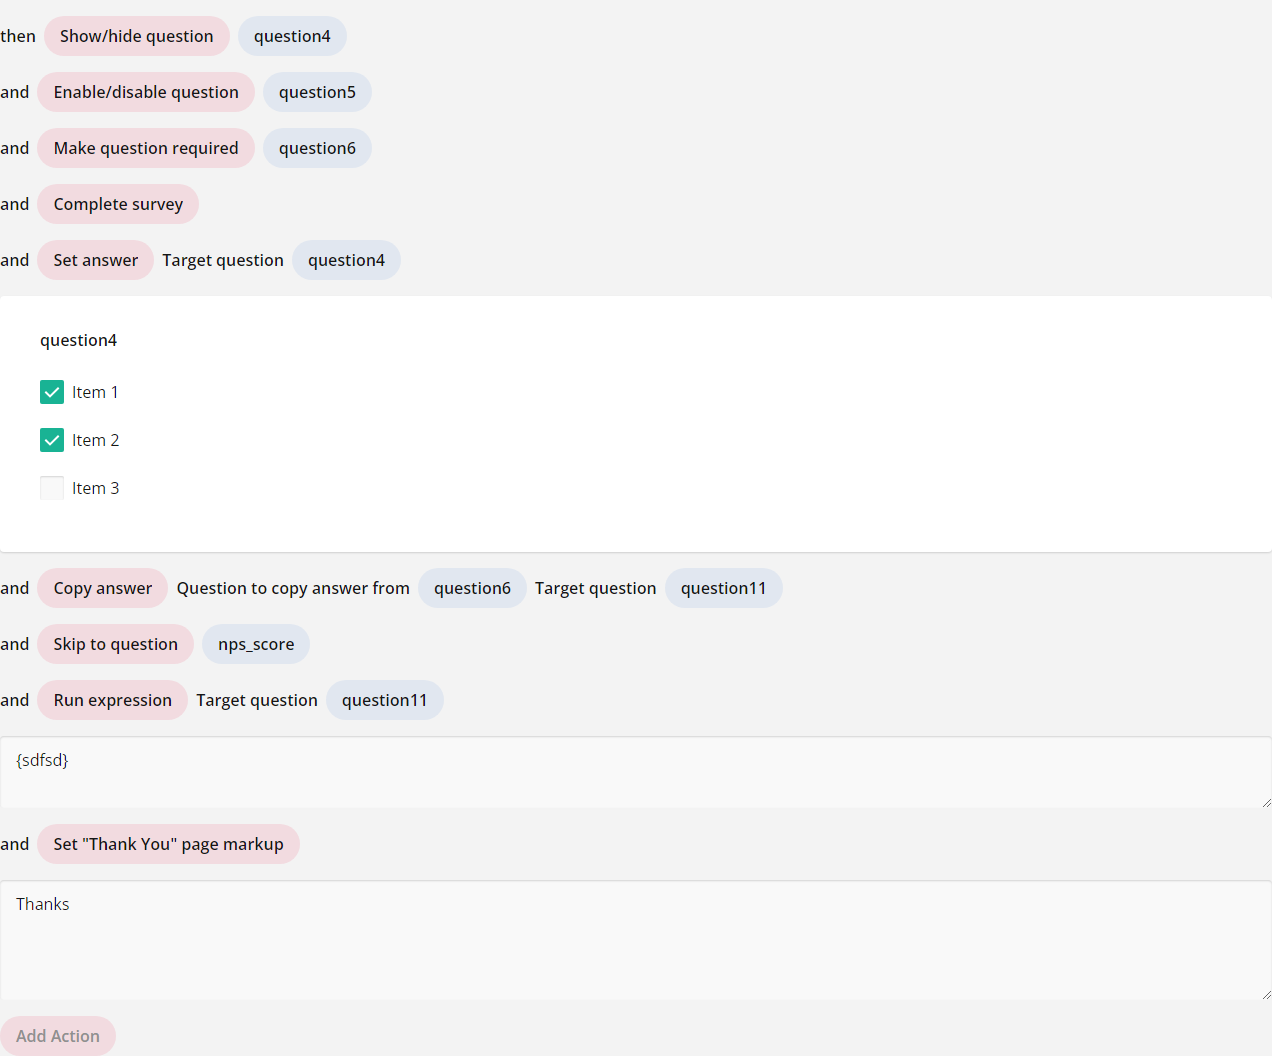 then Show/hide question question4
and Enable/disable question question5
and Make question required question6
and Complete survey
and Set answer Target question question4
question4
Item 1
Item 2
Item 3
and Copy answer Question to copy answer from question6 Target question question11
and Skip to question nps_score
and Run expression Target question question11
{sdfsd}
and Set "Thank You" page markup
Thanks
Add Action